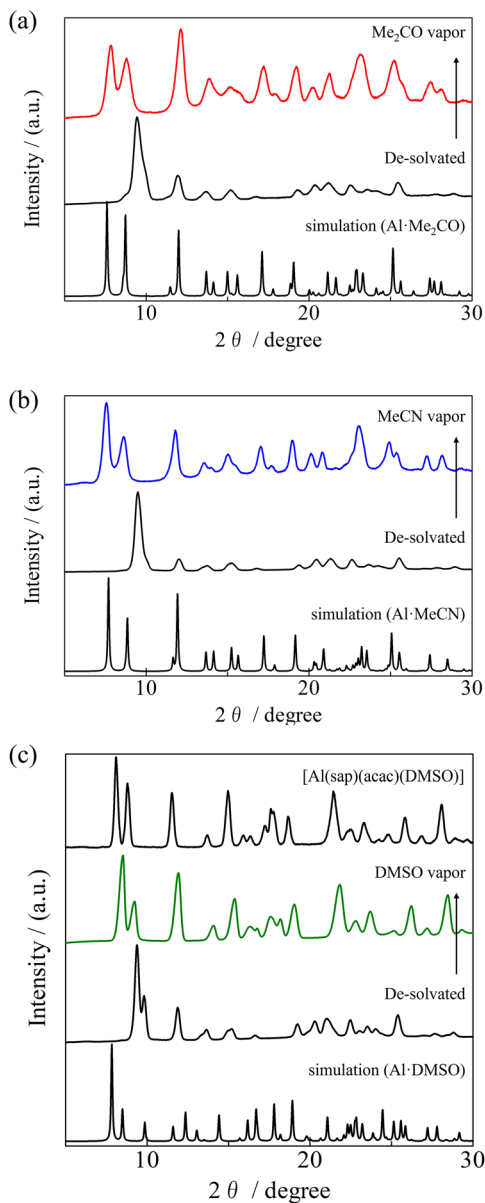 (a)
Me₂CO vapor
De-solvated
simulation (Al·Me₂CO)
Intensity / (a.u.)
10 20 30
2 θ / degree
(b)
MeCN vapor
De-solvated
simulation (Al·MeCN)
Intensity / (a.u.)
10 20 30
2 θ / degree
(c)
[Al(sap)(acac)(DMSO)]
DMSO vapor
De-solvated
simulation (Al·DMSO)
Intensity / (a.u.)
10 20 30
2 θ / degree